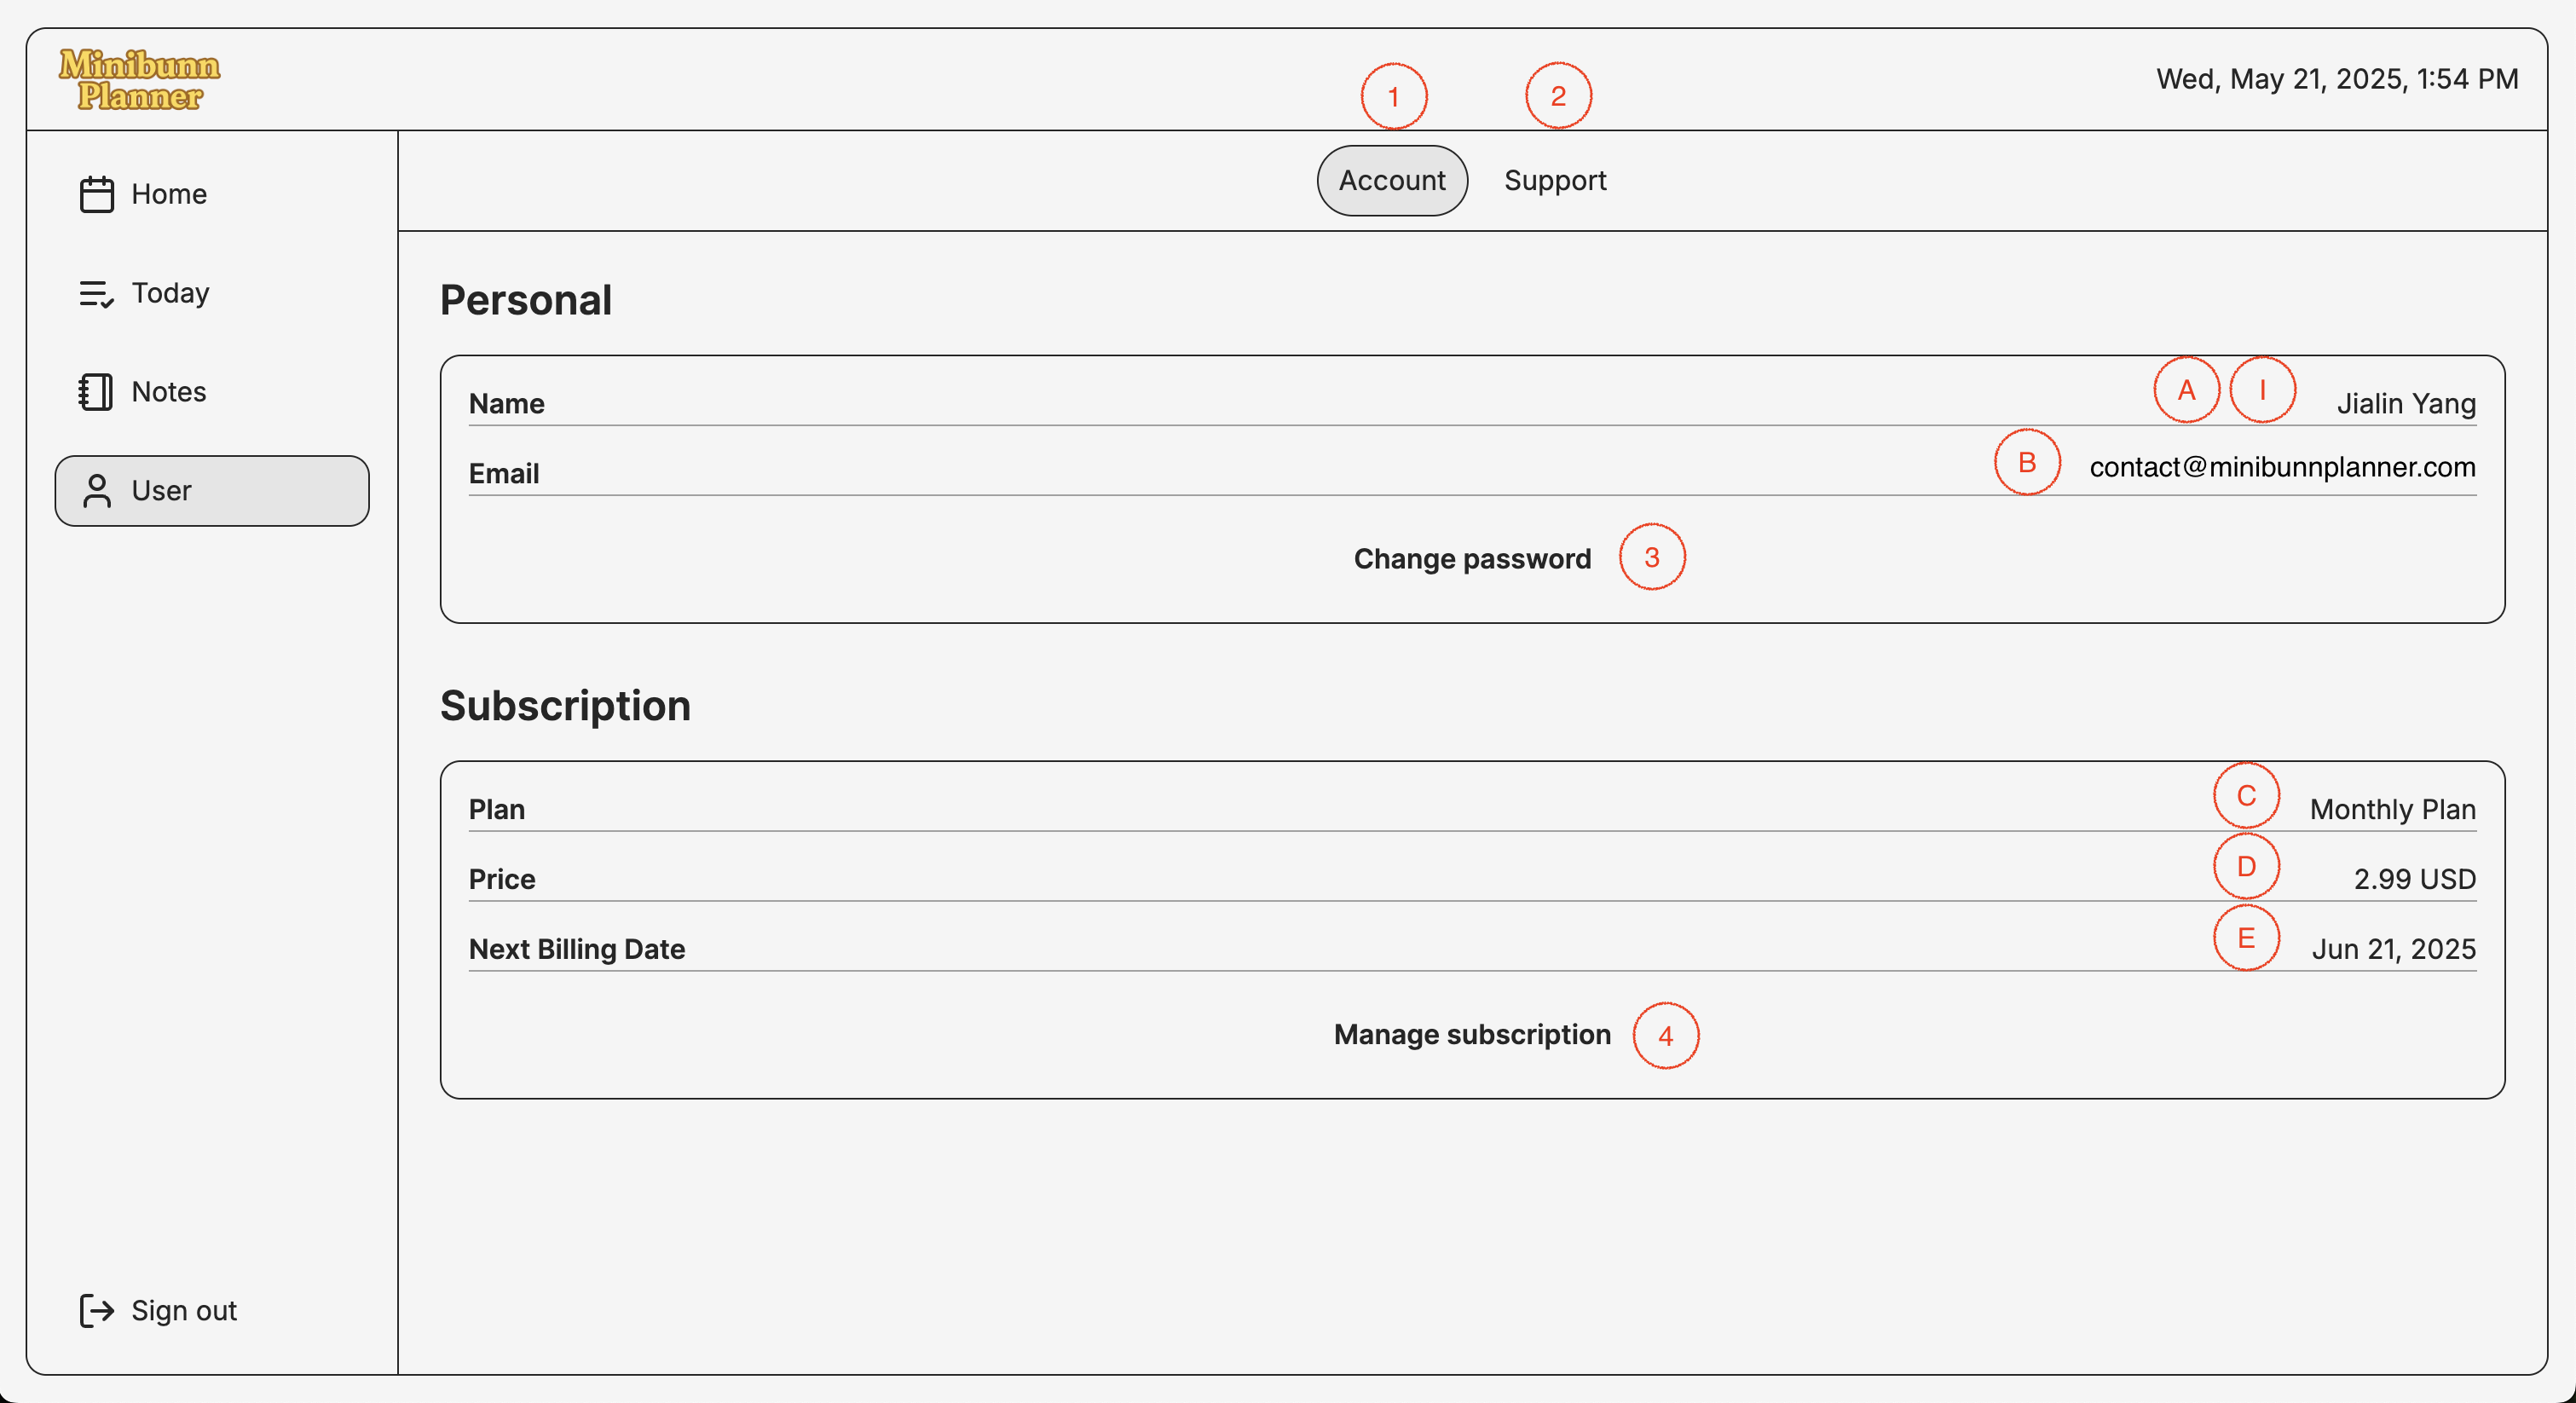 Minibunn
Planner
Wed, May 21, 2025, 1:54 PM
1 2
Account Support
Home
Today
Notes
User
Sign out
Personal
Name A I Jialin Yang
Email B contact@minibunnplanner.com
Change password 3
Subscription
Plan C Monthly Plan
Price D 2.99 USD
Next Billing Date E Jun 21, 2025
Manage subscription 4